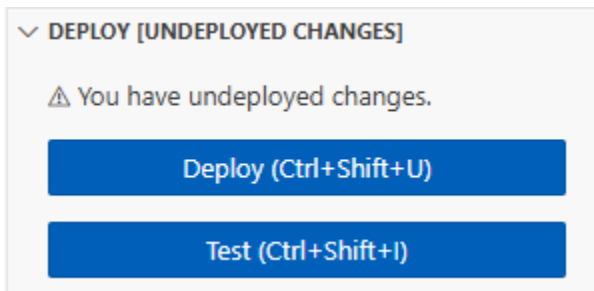 DEPLOY [UNDEPLOYED CHANGES]
⚠ You have undeployed changes.
Deploy (Ctrl+Shift+U)
Test (Ctrl+Shift+I)